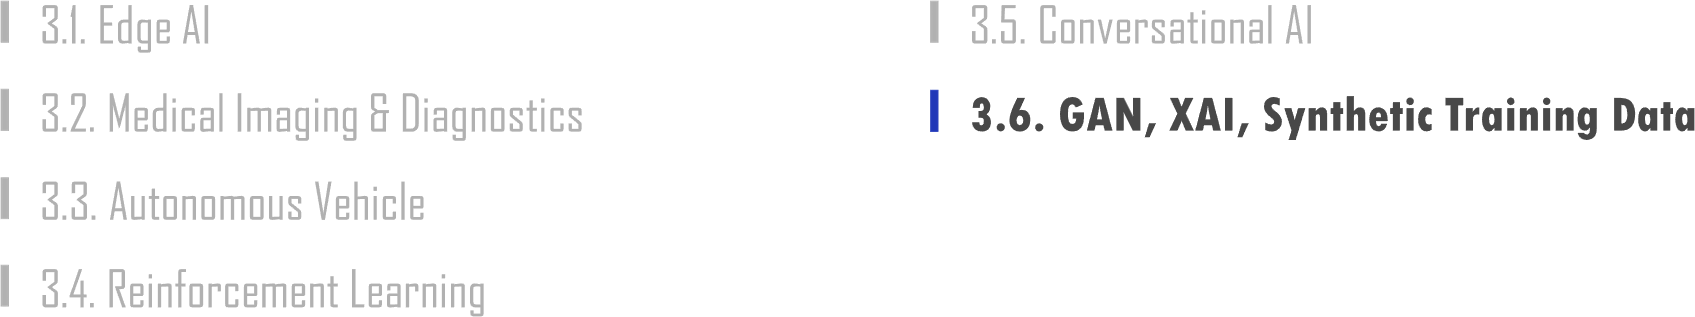 3.1. Edge AI
3.2. Medical Imaging & Diagnostics
3.3. Autonomous Vehicle
3.4. Reinforcement Learning
3.5. Conversational AI
3.6. GAN, XAI, Synthetic Training Data